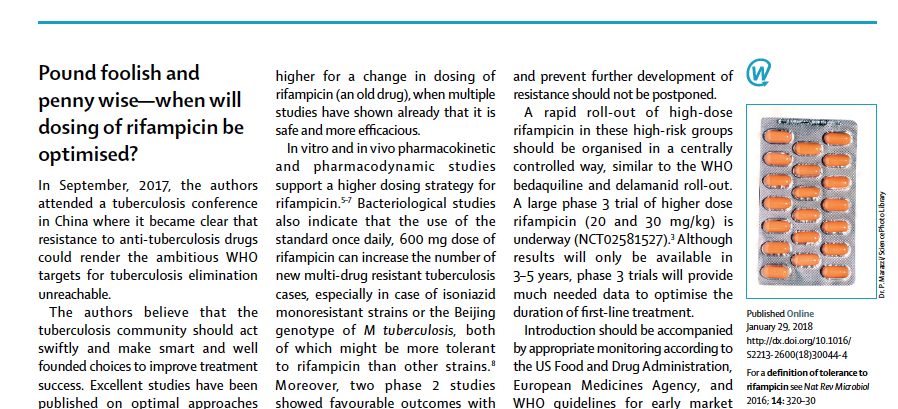 Pound foolish and
penny wise—when will
dosing of rifampicin be
optimised?
In September, 2017, the authors
attended a tuberculosis conference
in China where it became clear that
resistance to anti-tuberculosis drugs
could render the ambitious WHO
targets for tuberculosis elimination
unreachable.
The authors believe that the
tuberculosis community should act
swiftly and make smart and well
founded choices to improve treatment
success. Excellent studies have been
published on optimal approaches
higher for a change in dosing of
rifampicin (an old drug), when multiple
studies have shown already that it is
safe and more efficacious.
In vitro and in vivo pharmacokinetic
and pharmacodynamic studies
support a higher dosing strategy for
rifampicin.⁵⁻⁷ Bacteriological studies
also indicate that the use of the
standard once daily, 600 mg dose of
rifampicin can increase the number of
new multi-drug resistant tuberculosis
cases, especially in case of isoniazid
monoresistant strains or the Beijing
genotype of M tuberculosis, both
of which might be more tolerant
to rifampicin than other strains.⁸
Moreover, two phase 2 studies
showed favourable outcomes with
and prevent further development of
resistance should not be postponed.
A rapid roll-out of high-dose
rifampicin in these high-risk groups
should be organised in a centrally
controlled way, similar to the WHO
bedaquiline and delamanid roll-out.
A large phase 3 trial of higher dose
rifampicin (20 and 30 mg/kg) is
underway (NCT02581527).³ Although
results will only be available in
3–5 years, phase 3 trials will provide
much needed data to optimise the
duration of first-line treatment.
Introduction should be accompanied
by appropriate monitoring according to
the US Food and Drug Administration,
European Medicines Agency, and
WHO guidelines for early market
W
Dr. P. Marazzi/Science Photo Library
Published Online
January 29, 2018
http://dx.doi.org/10.1016/
S2213-2600(18)30044-4
For a definition of tolerance to
rifampicin see Nat Rev Microbiol
2016; 14: 320–30